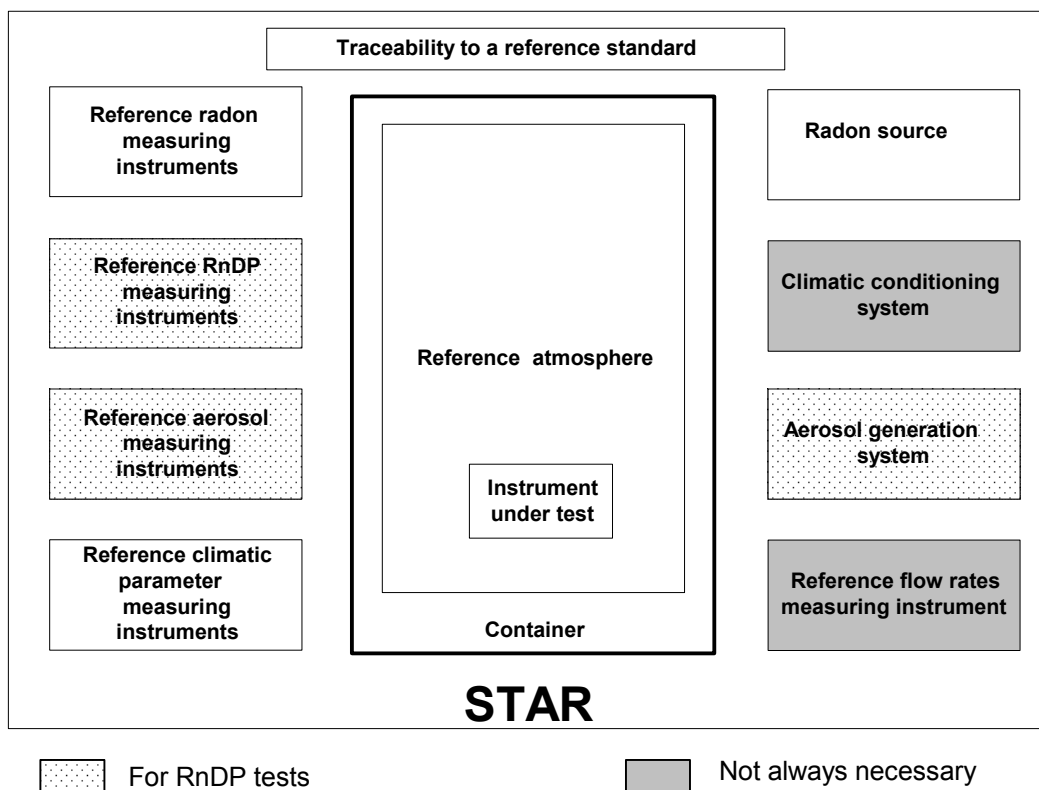 Traceability to a reference standard
Reference radon
measuring
instruments
Reference RnDP
measuring
instruments
Reference aerosol
measuring
instruments
Reference climatic
parameter
measuring
instruments
Reference atmosphere
Instrument
under test
Container
Radon source
Climatic conditioning
system
Aerosol generation
system
Reference flow rates
measuring instrument
STAR
For RnDP tests
Not always necessary